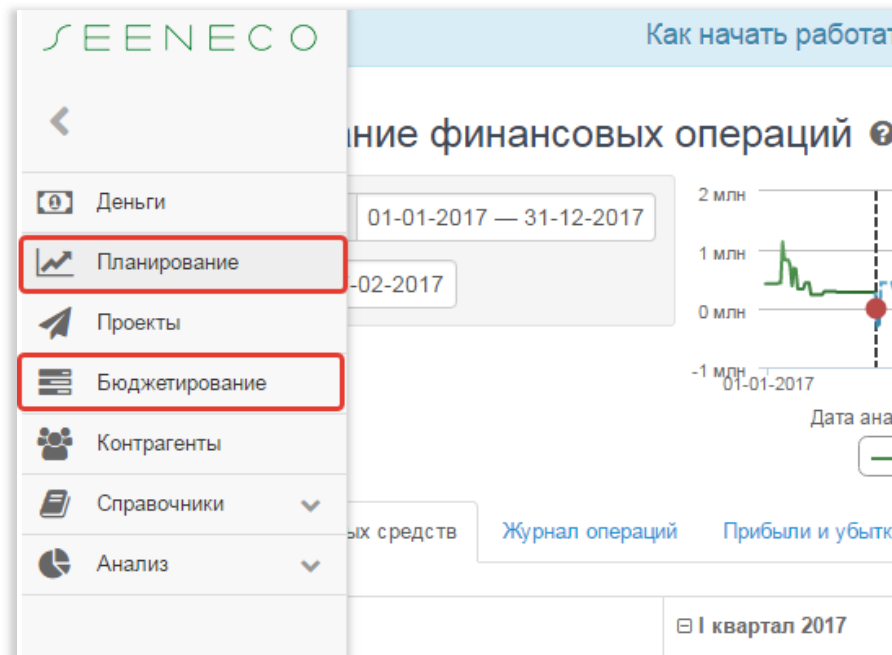 SEENECO
Как начать работат
ние финансовых операций
Деньги
Планирование
Проекты
Бюджетирование
Контрагенты
Справочники
Анализ
01-01-2017 — 31-12-2017
-02-2017
2 млн
1 млн
0 млн
-1 млн
01-01-2017
Дата ана
ых средств
Журнал операций
Прибыли и убытк
I квартал 2017